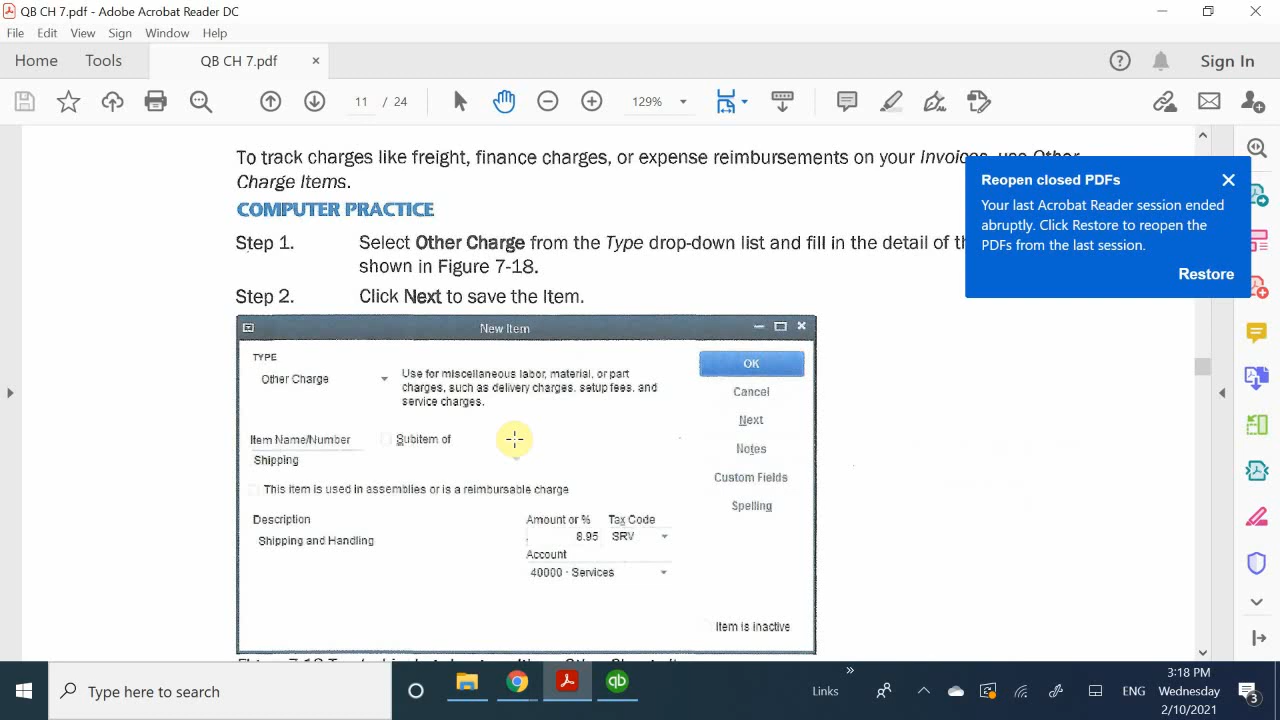 QB CH 7.pdf - Adobe Acrobat Reader DC
File Edit View Sign Window Help
Home Tools QB CH 7.pdf × Sign In
11 / 24 129%
To track charges like freight, finance charges, or expense reimbursements on your Invoices, use Other
Charge Items.
COMPUTER PRACTICE
Step 1. Select Other Charge from the Type drop-down list and fill in the detail of
shown in Figure 7-18.
Step 2. Click Next to save the Item.
Reopen closed PDFs
Your last Acrobat Reader session ended
abruptly. Click Restore to reopen the
PDFs from the last session.
Restore
New Item
TYPE
Other Charge
Use for miscellaneous labor, material, or part
charges, such as delivery charges, setup fees, and
service charges.
OK
Cancel
Next
Notes
Custom Fields
Spelling
Item Name/Number Subitem of
Shipping
This item is used in assemblies or is a reimbursable charge
Description Amount or % Tax Code
Shipping and Handling 8.95 SRV
Account
40000 · Services
Item is inactive
Type here to search
Links
ENG
3:18 PM
Wednesday
2/10/2021
3